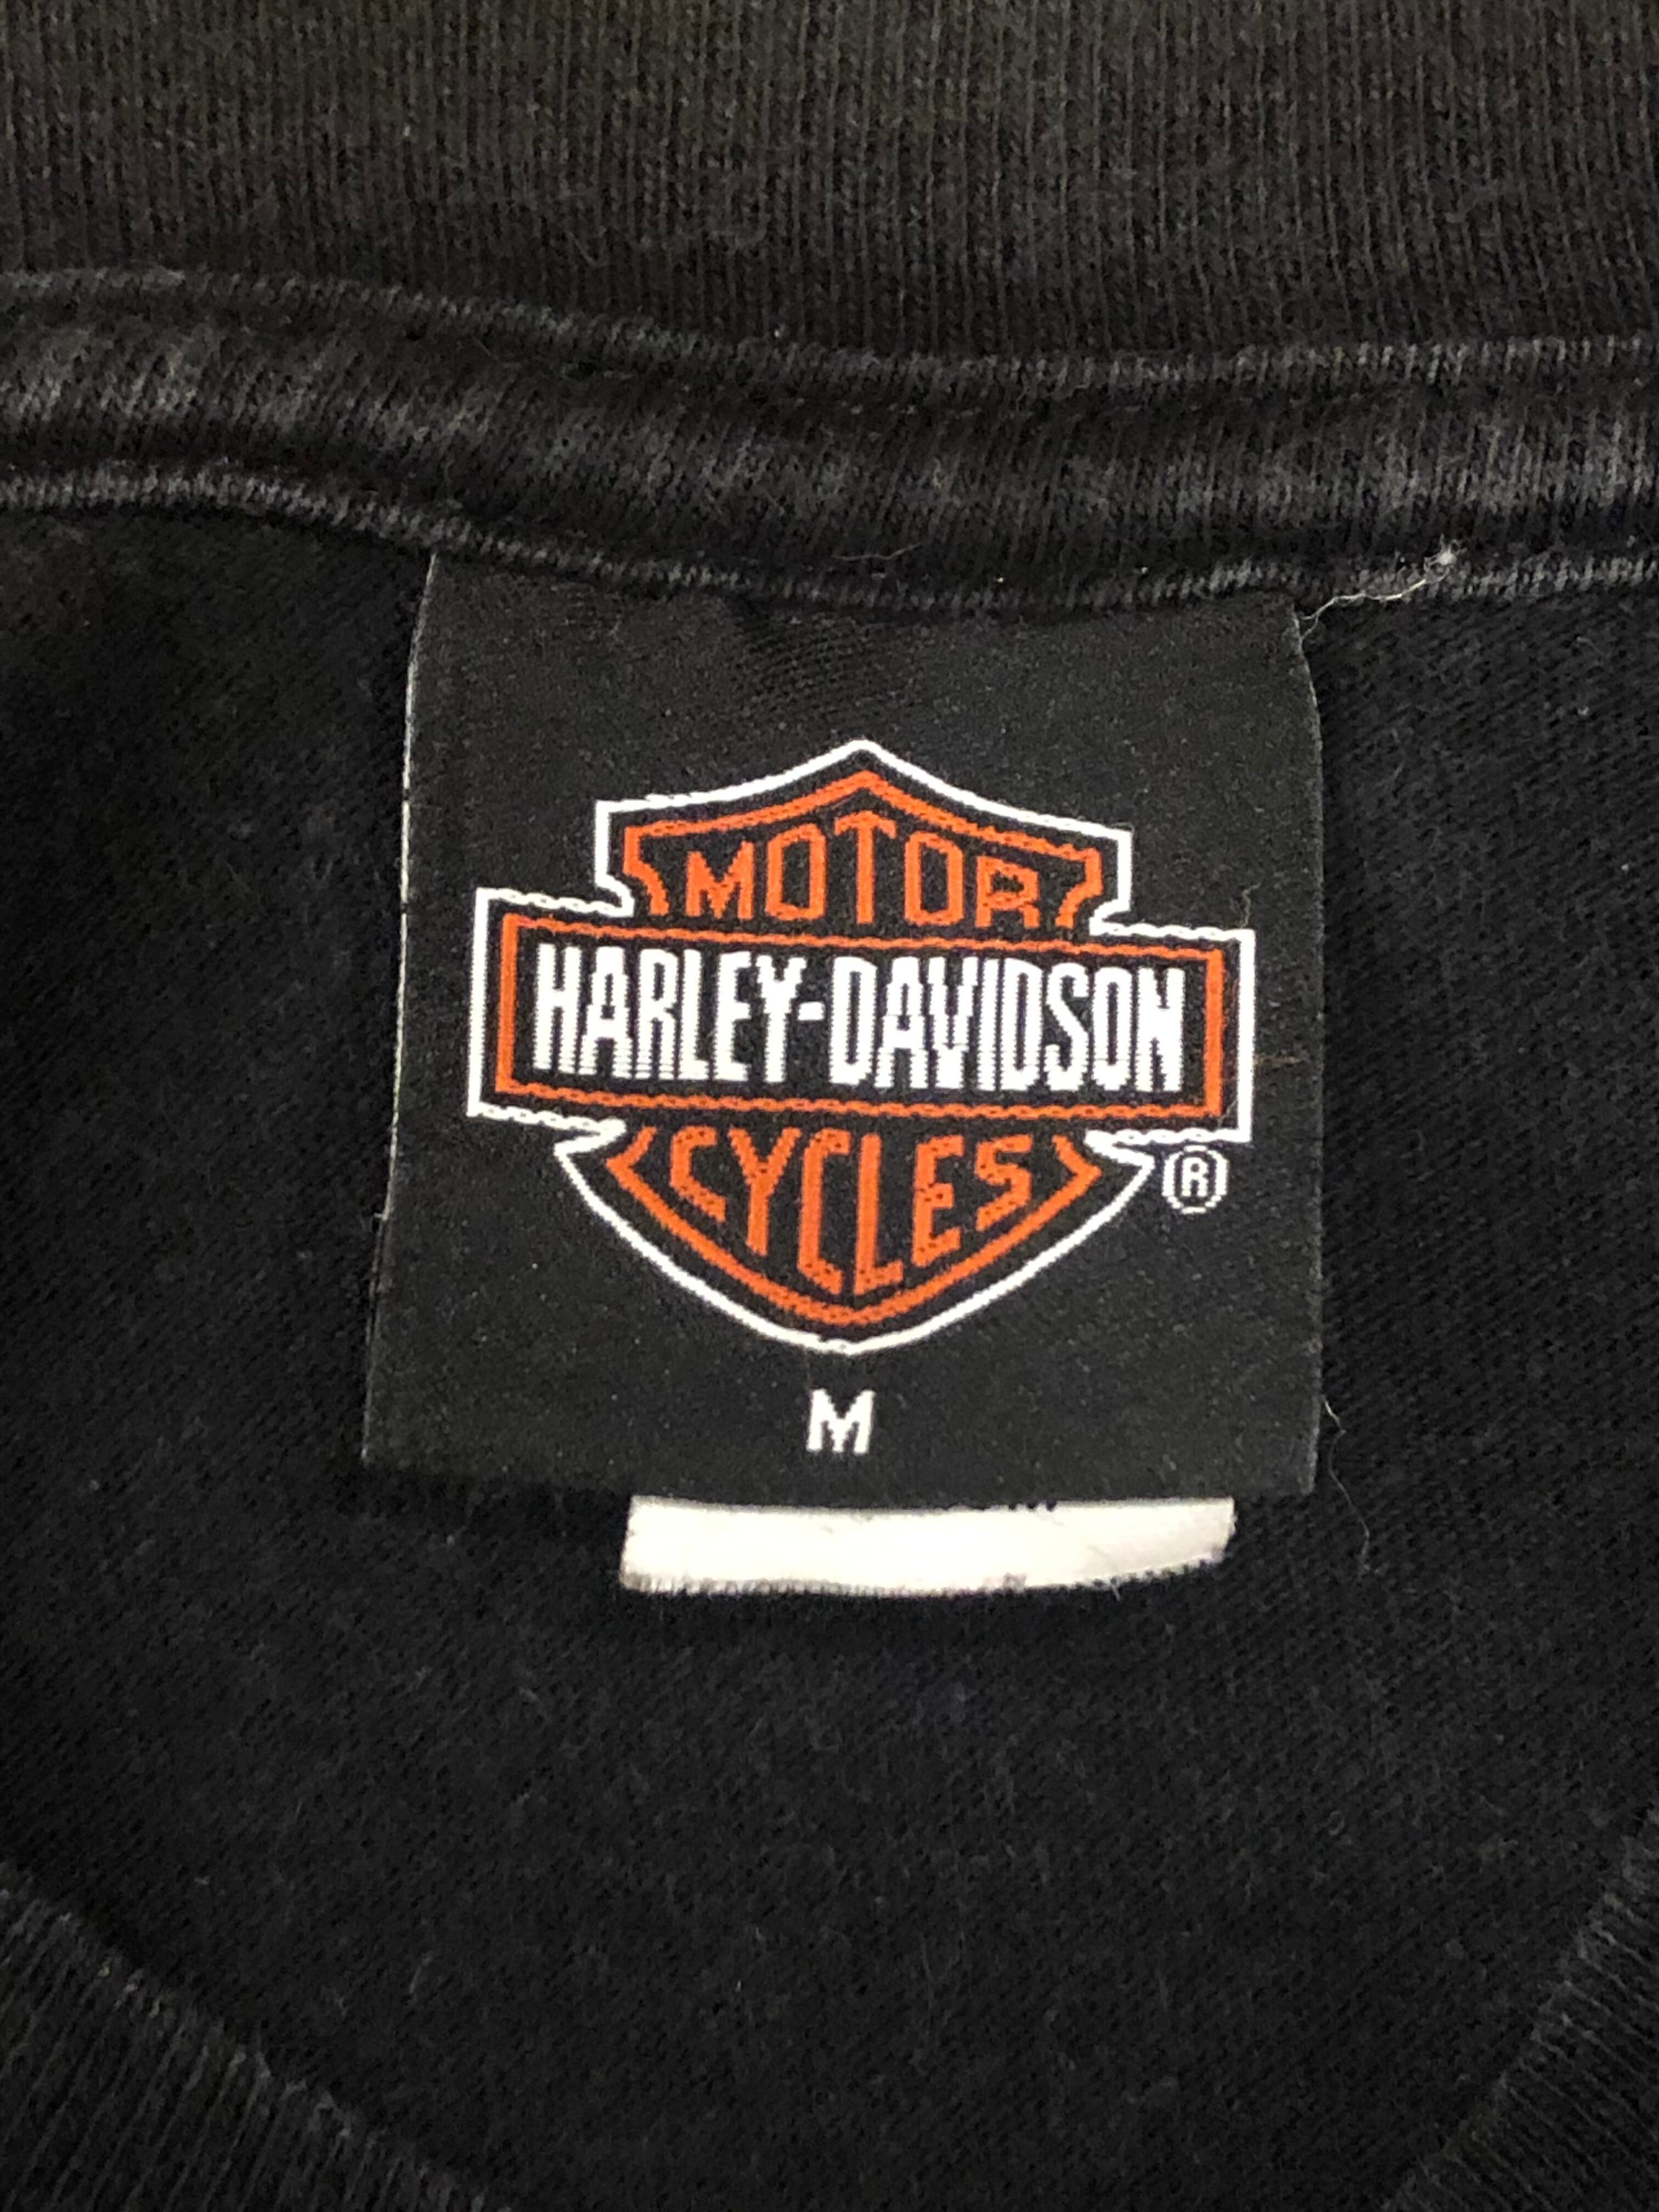 MOTOR
HARLEY-DAVIDSON
CYCLES
®
M